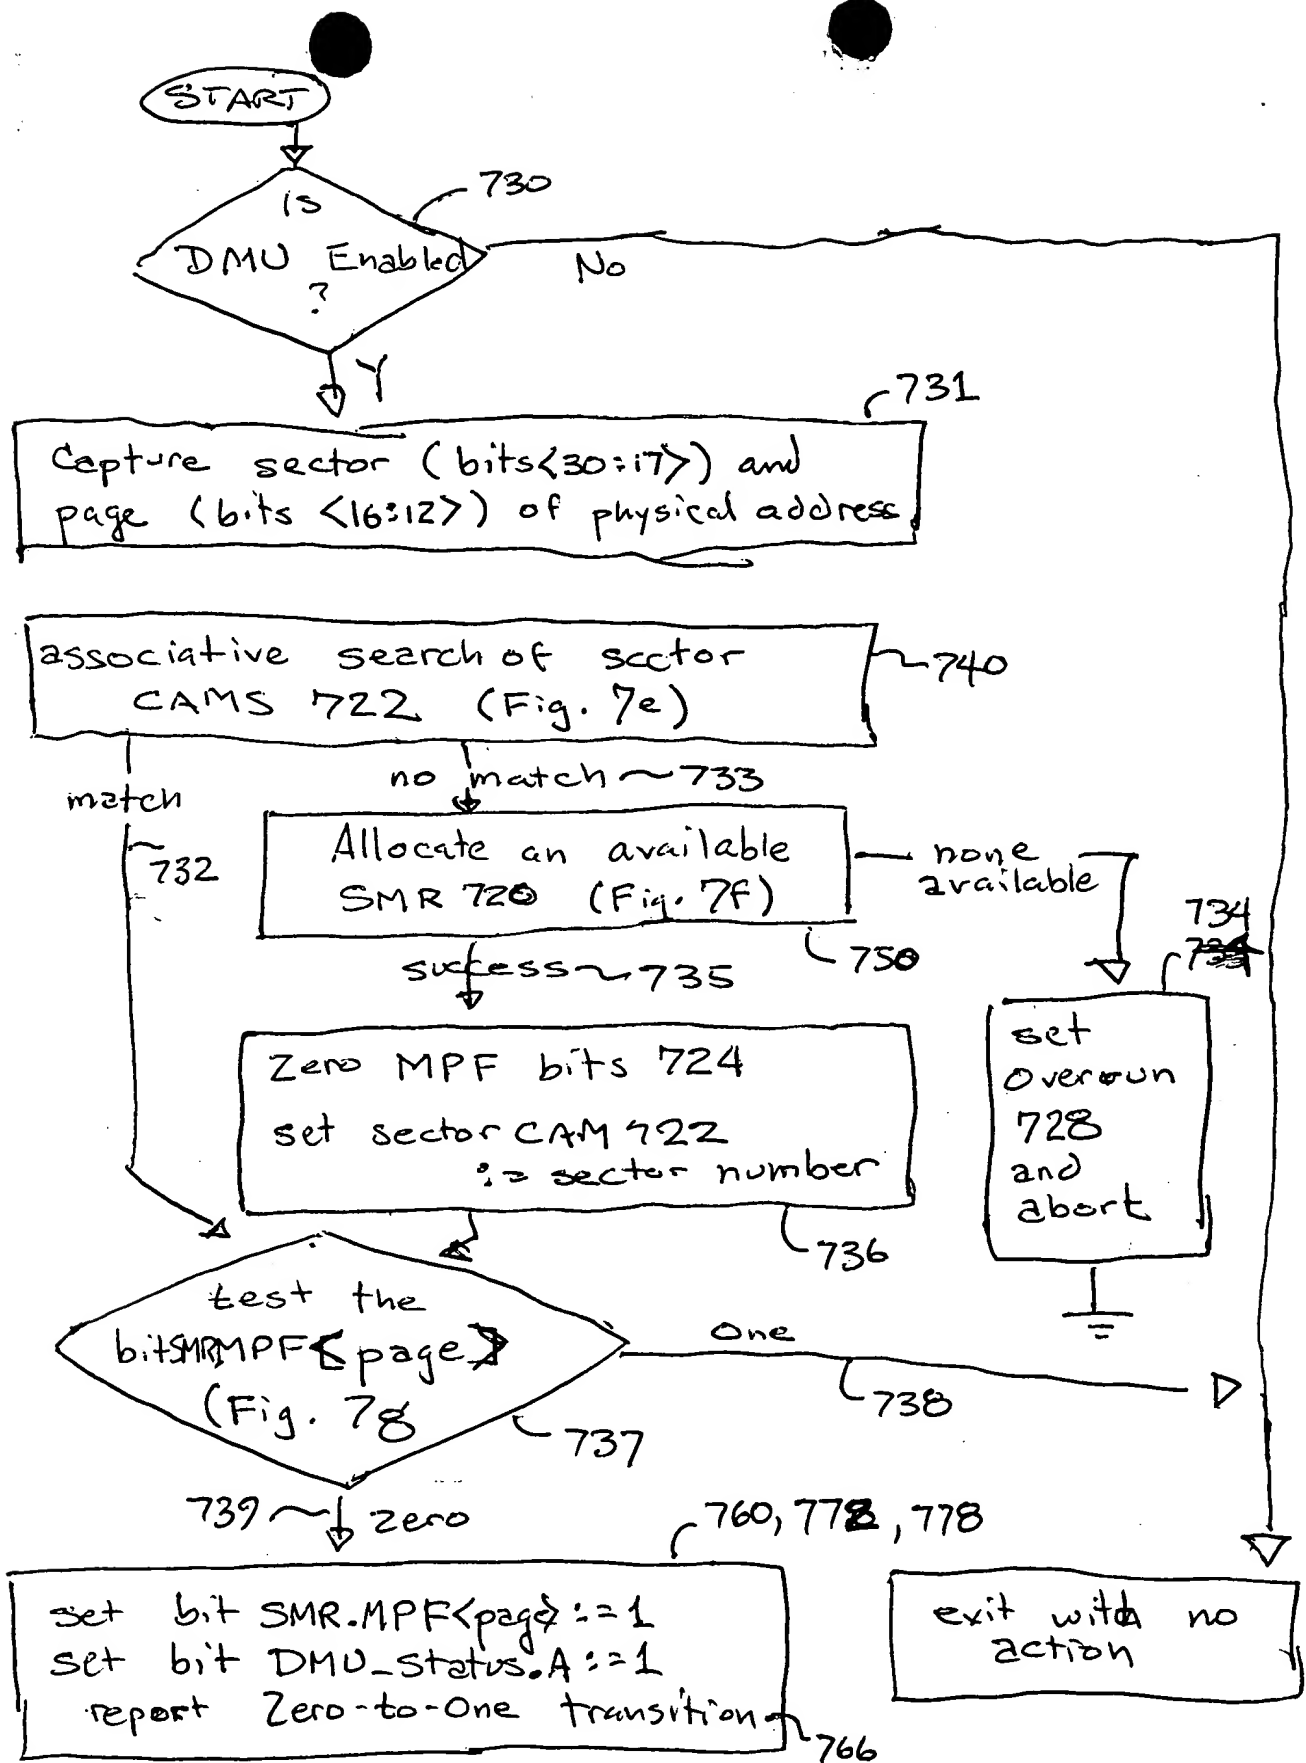 START
730
is
DMU Enabled
?
No
Y
731
Capture sector (bits<30:17>) and
page (bits <16:12>) of physical address
associative search of sector
CAMS 722 (Fig. 7e)
740
match
732
no match 733
Allocate an available
SMR 720 (Fig. 7f)
none
available
750
734
success 735
Zero MPF bits 724
set sector CAM 722
:= sector number
736
set
overrun
728
and
abort
test the
bit SMR MPF<page>
(Fig. 7g
737
One
738
739 zero
760, 772, 778
set bit SMR.MPF<page> :=1
set bit DMU_Status.A :=1
report Zero-to-One transition
766
exit with no
action